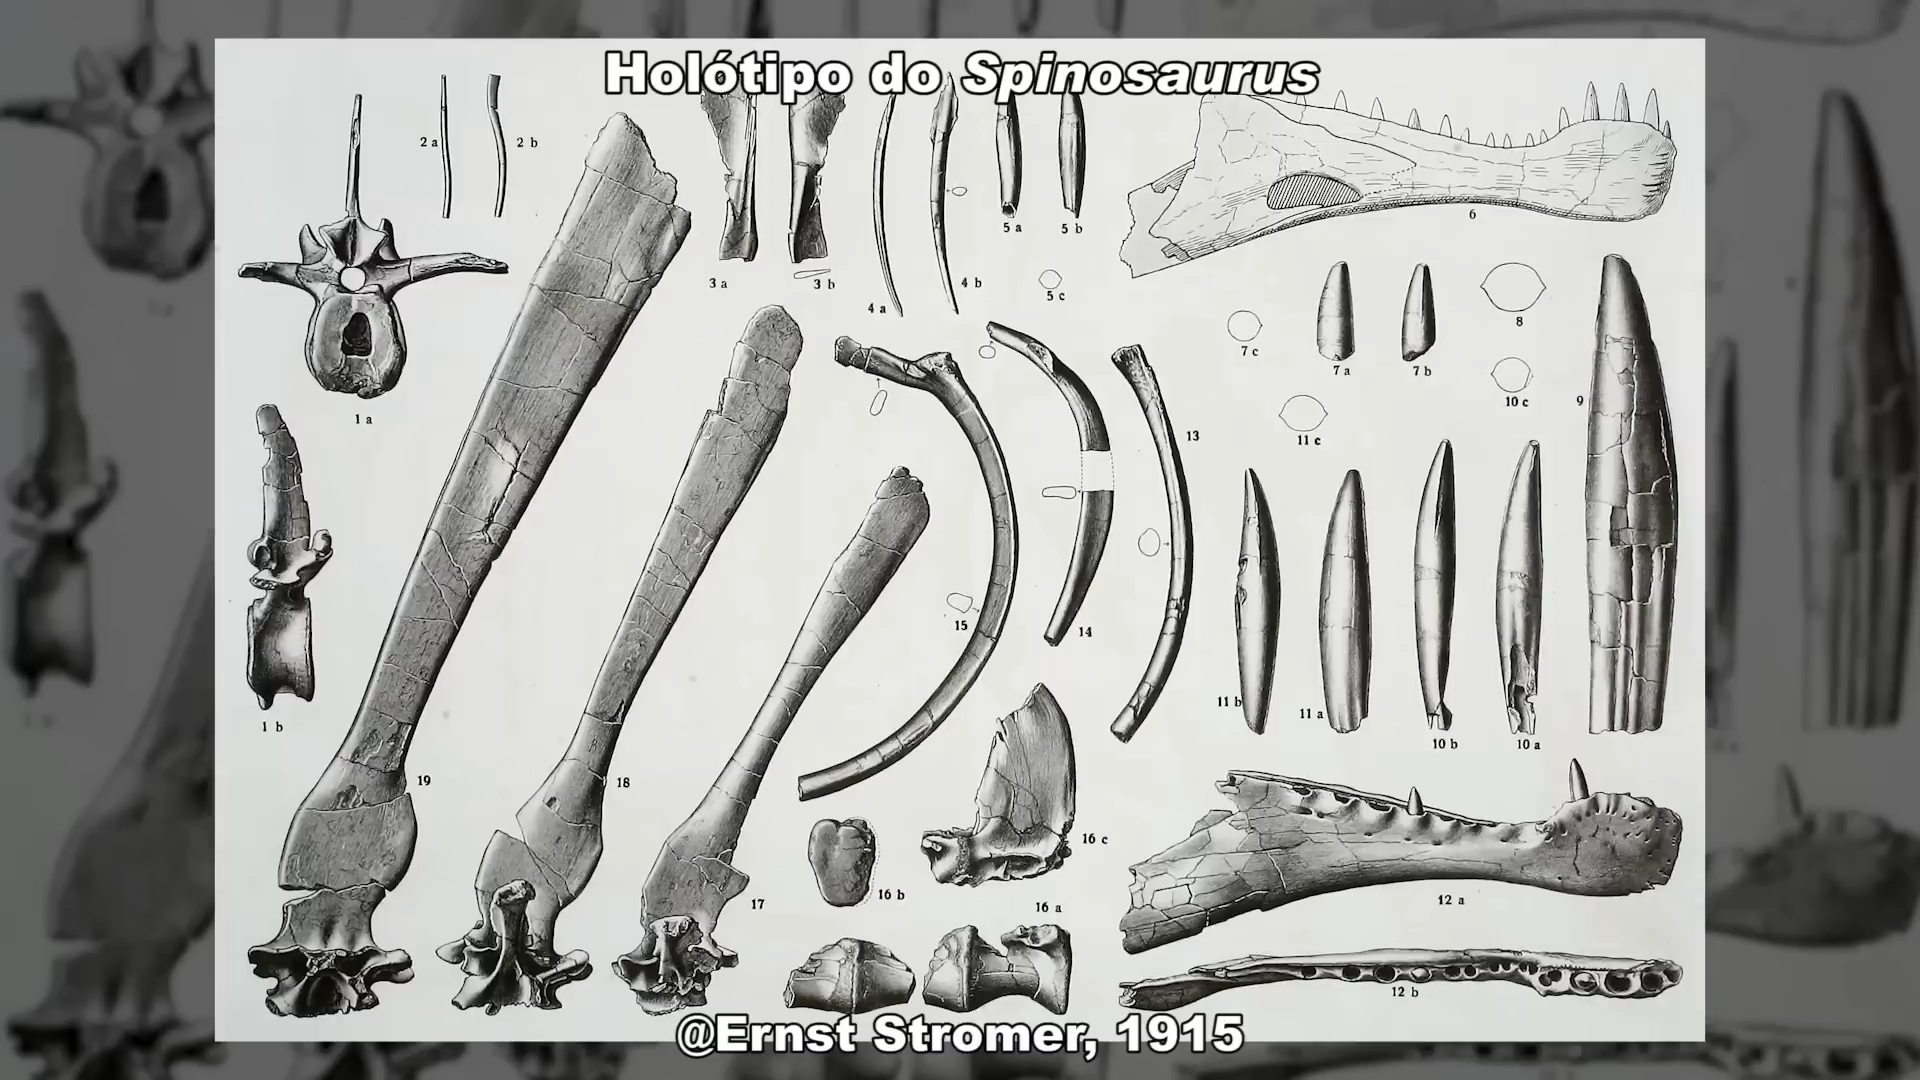 Holótipo do Spinosaurus
2 a
2 b
6
5 a
5 b
3 a
3 b
4 b
4 a
5 c
8
7 c
7 a
7 b
10 c
9
1 a
11 c
13
15
14
11 b
11 a
1 b
10 b
10 a
19
18
16 c
17
16 b
16 a
12 a
12 b
@Ernst Stromer, 1915